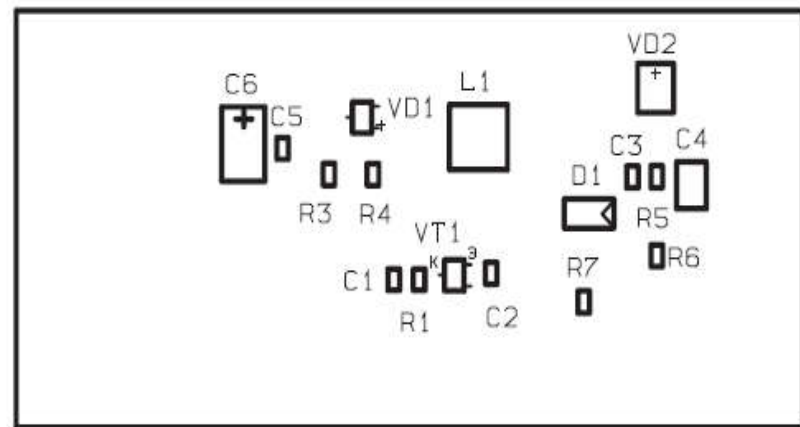 VD2
+
C6
+
L1
C5
VD1
+
C3
C4
D1
R3
R4
R5
VT1
К
Э
R6
R7
C1
R1
C2